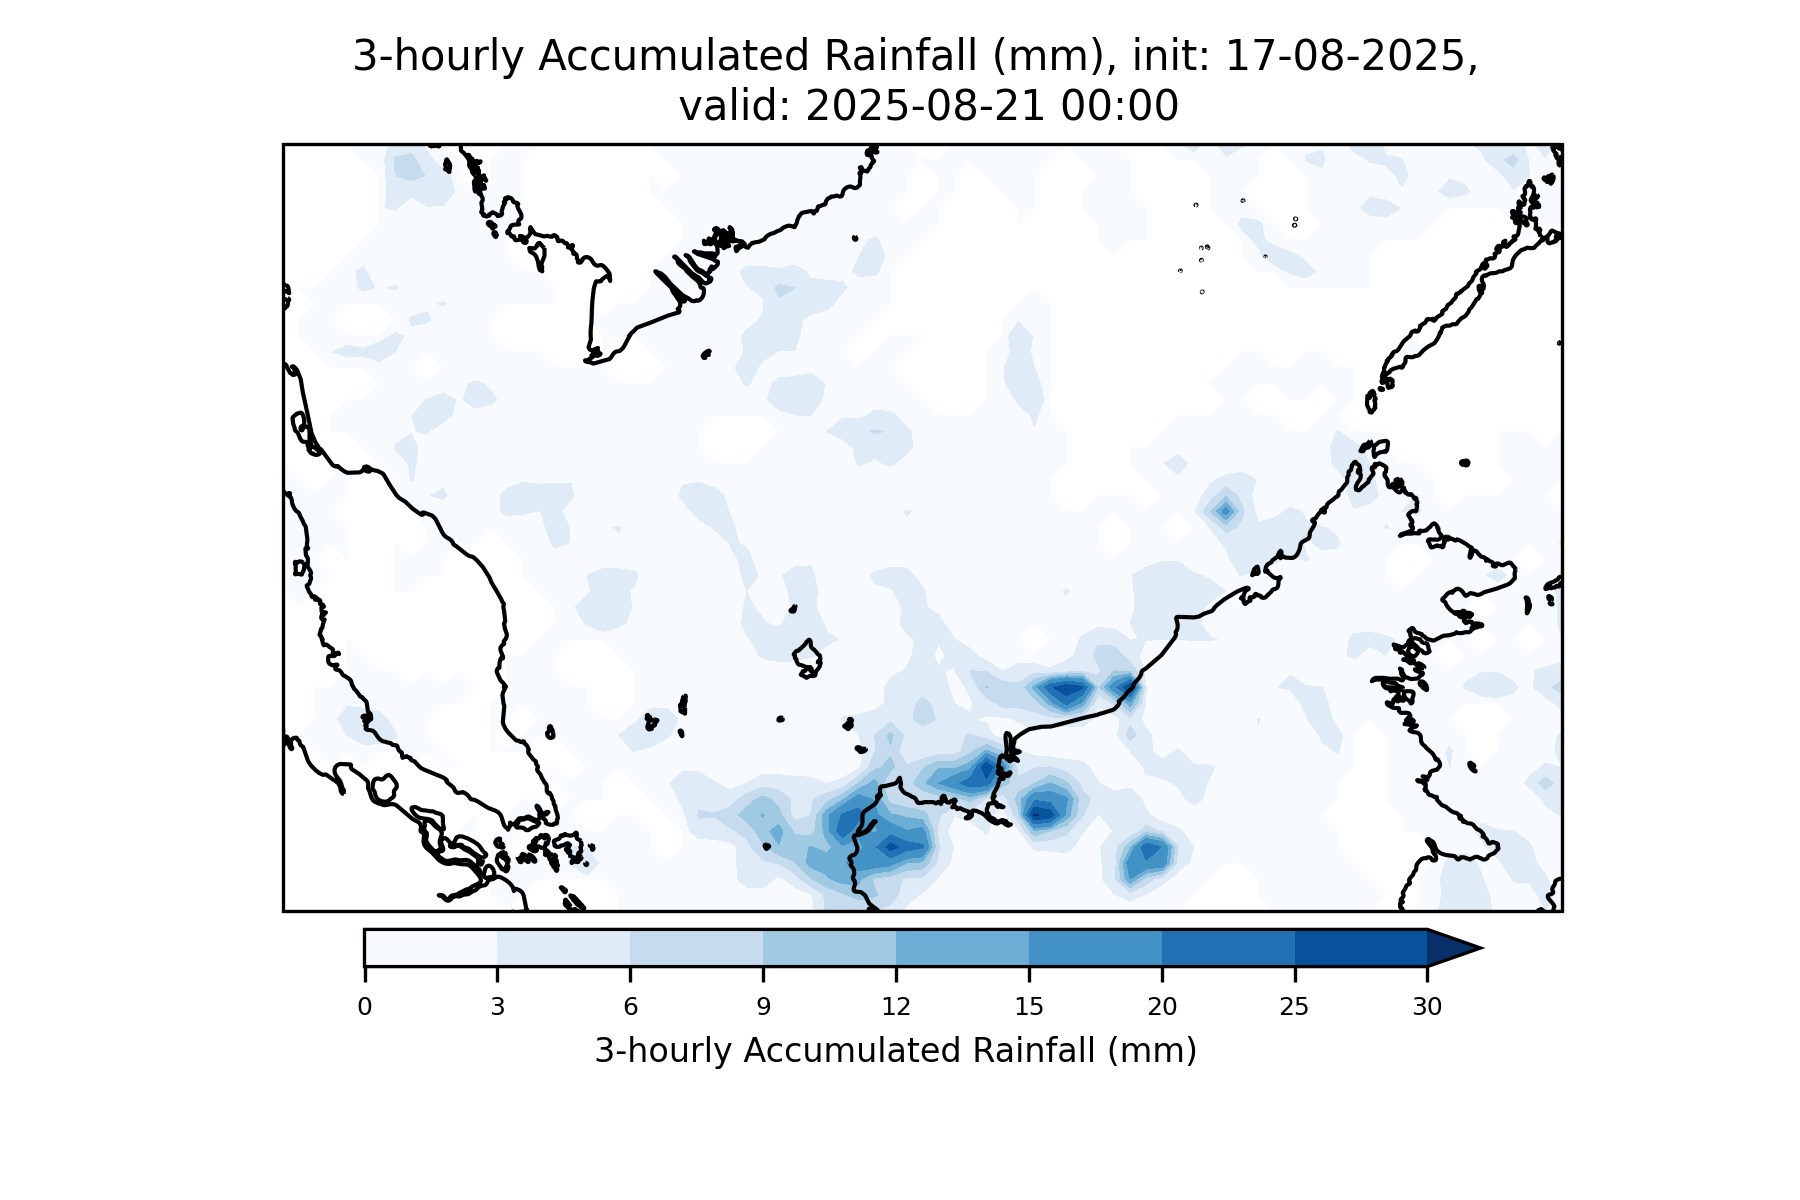 3-hourly Accumulated Rainfall (mm), init: 17-08-2025,
valid: 2025-08-21 00:00
0 3 6 9 12 15 20 25 30
3-hourly Accumulated Rainfall (mm)